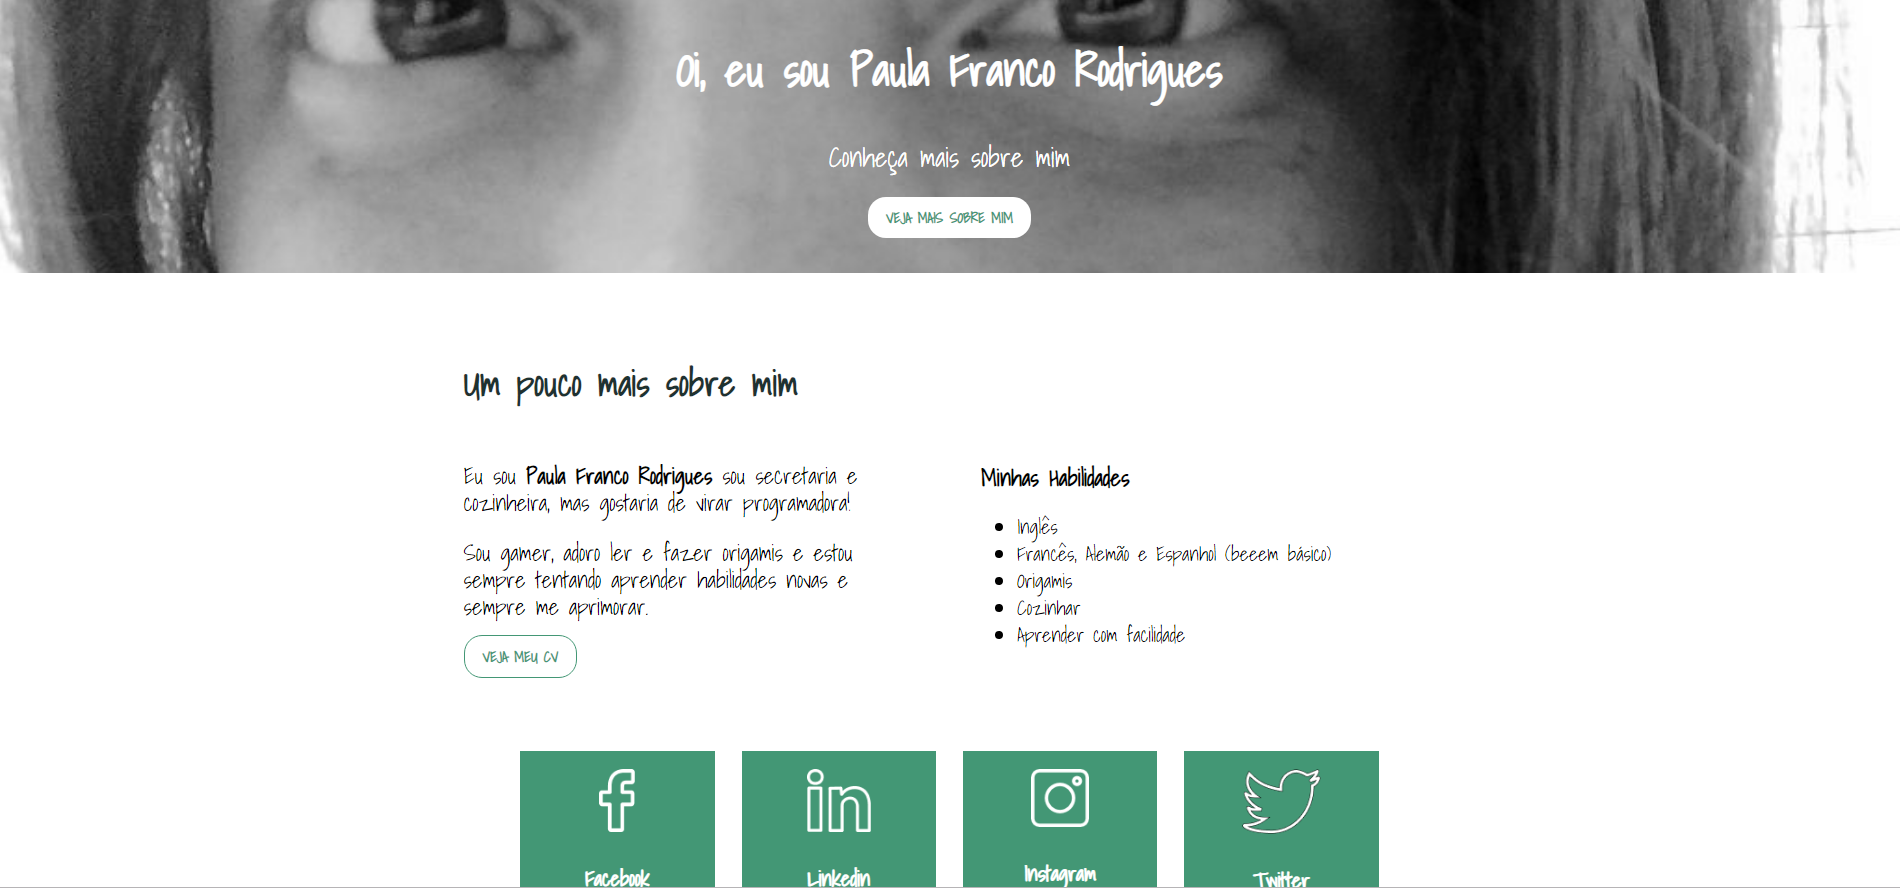 Oi, eu sou Paula Franco Rodrigues
Conheça mais sobre mim
VEJA MAIS SOBRE MIM
Um pouco mais sobre mim
Eu sou Paula Franco Rodrigues sou secretaria e
cozinheira, mas gostaria de virar programadora!
Sou gamer, adoro ler e fazer origamis e estou
sempre tentando aprender habilidades novas e
sempre me aprimorar.
VEJA MEU CV
Minhas Habilidades
Inglês
Francês, Alemão e Espanhol (beeem básico)
Origamis
Cozinhar
Aprender com facilidade
Facebook
Linkedin
Instagram
Twitter